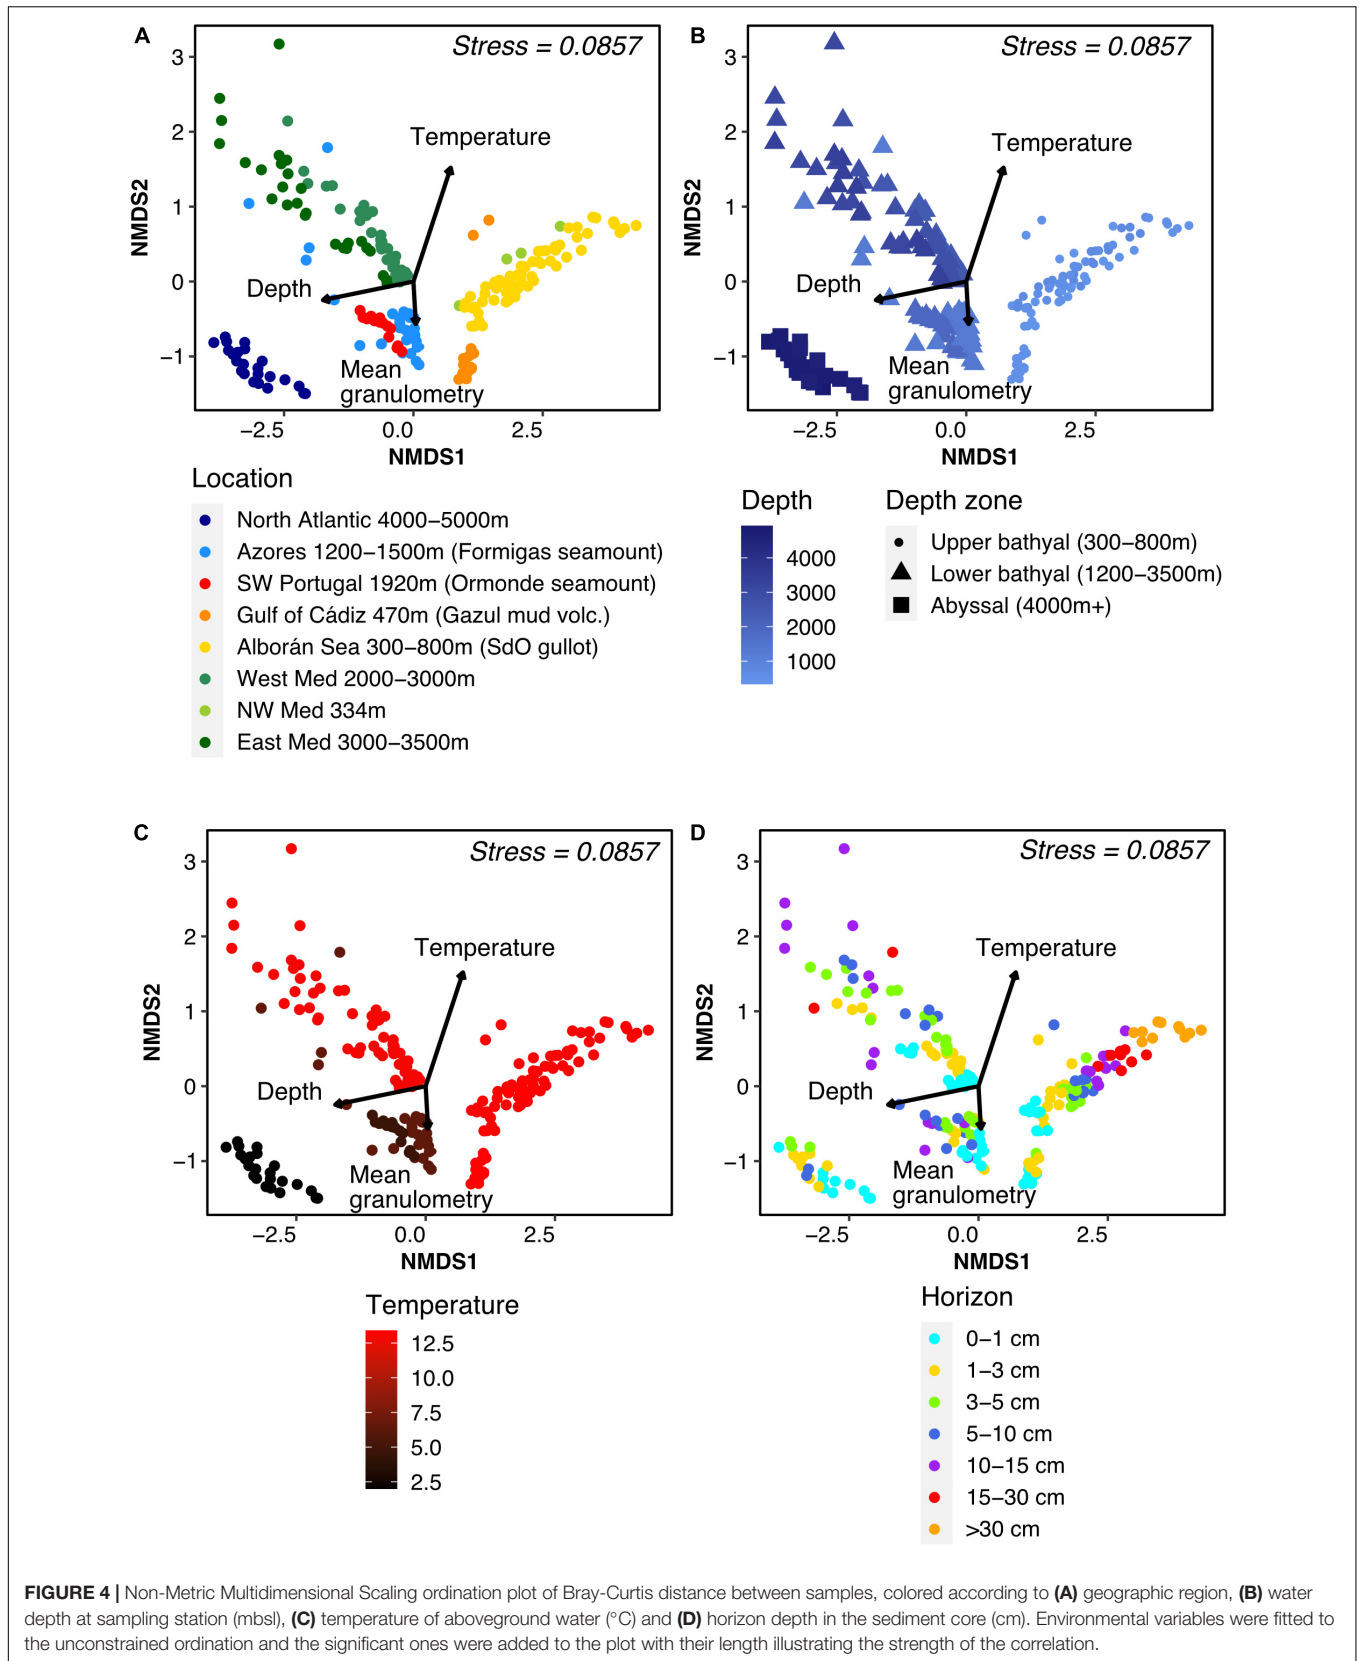 A
Stress = 0.0857
3
2
1
0
−1
NMDS2
Temperature
Depth
Mean
granulometry
−2.5
0.0
2.5
NMDS1
Location
North Atlantic 4000−5000m
Azores 1200−1500m (Formigas seamount)
SW Portugal 1920m (Ormonde seamount)
Gulf of Cádiz 470m (Gazul mud volc.)
Alborán Sea 300−800m (SdO gullot)
West Med 2000−3000m
NW Med 334m
East Med 3000−3500m
B
Stress = 0.0857
3
2
1
0
−1
NMDS2
Temperature
Depth
Mean
granulometry
−2.5
0.0
2.5
NMDS1
Depth
4000
3000
2000
1000
Depth zone
Upper bathyal (300−800m)
Lower bathyal (1200−3500m)
Abyssal (4000m+)
C
Stress = 0.0857
3
2
1
0
−1
NMDS2
Temperature
Depth
Mean
granulometry
−2.5
0.0
2.5
NMDS1
Temperature
12.5
10.0
7.5
5.0
2.5
D
Stress = 0.0857
3
2
1
0
−1
NMDS2
Temperature
Depth
Mean
granulometry
−2.5
0.0
2.5
NMDS1
Horizon
0−1 cm
1−3 cm
3−5 cm
5−10 cm
10−15 cm
15−30 cm
>30 cm
FIGURE 4 | Non-Metric Multidimensional Scaling ordination plot of Bray-Curtis distance between samples, colored according to (A) geographic region, (B) water
depth at sampling station (mbsl), (C) temperature of aboveground water (°C) and (D) horizon depth in the sediment core (cm). Environmental variables were fitted to
the unconstrained ordination and the significant ones were added to the plot with their length illustrating the strength of the correlation.